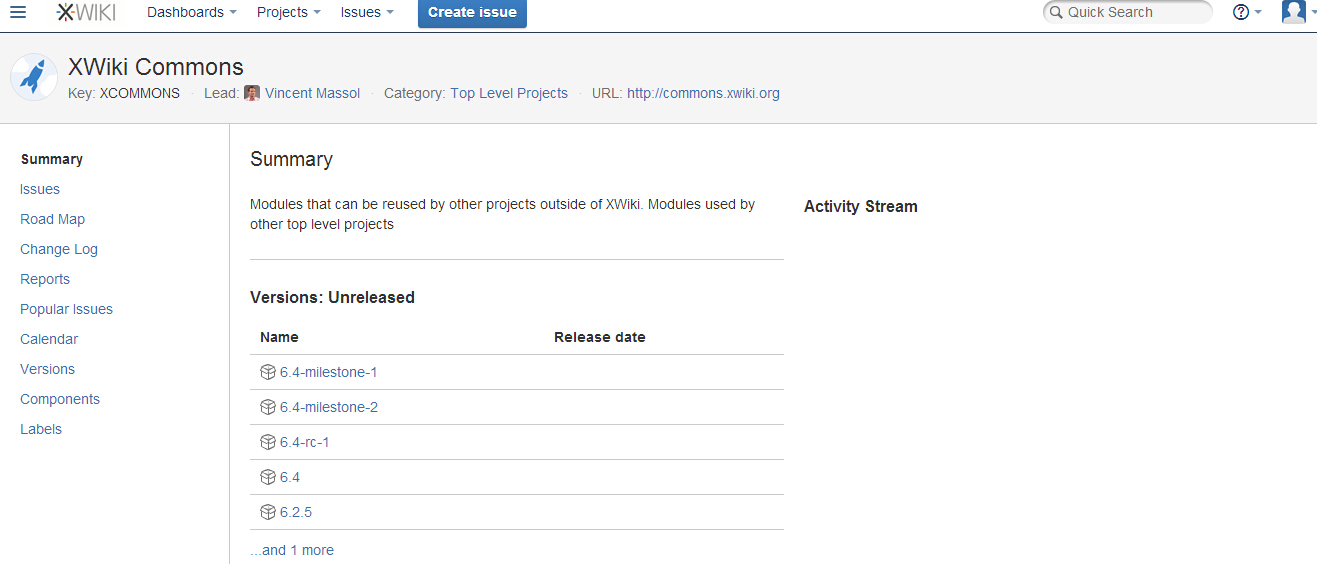 XWIKI Dashboards Projects Issues Create issue Quick Search ?
XWiki Commons
Key: XCOMMONS · Lead: Vincent Massol · Category: Top Level Projects · URL: http://commons.xwiki.org
Summary
Issues
Road Map
Change Log
Reports
Popular Issues
Calendar
Versions
Components
Labels
Summary
Modules that can be reused by other projects outside of XWiki. Modules used by
other top level projects
Versions: Unreleased
Name Release date
6.4-milestone-1
6.4-milestone-2
6.4-rc-1
6.4
6.2.5
...and 1 more
Activity Stream